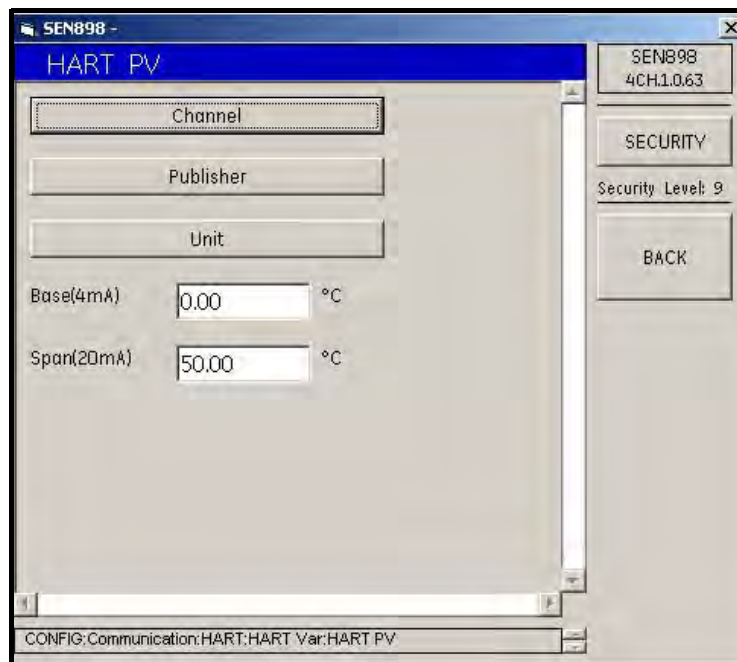 SEN898 -
HART PV
SEN898
4CH.1.0.63
Channel
SECURITY
Publisher
Security Level: 9
Unit
BACK
Base(4mA) 0.00 °C
Span(20mA) 50.00 °C
CONFIG:Communication:HART:HART Var:HART PV